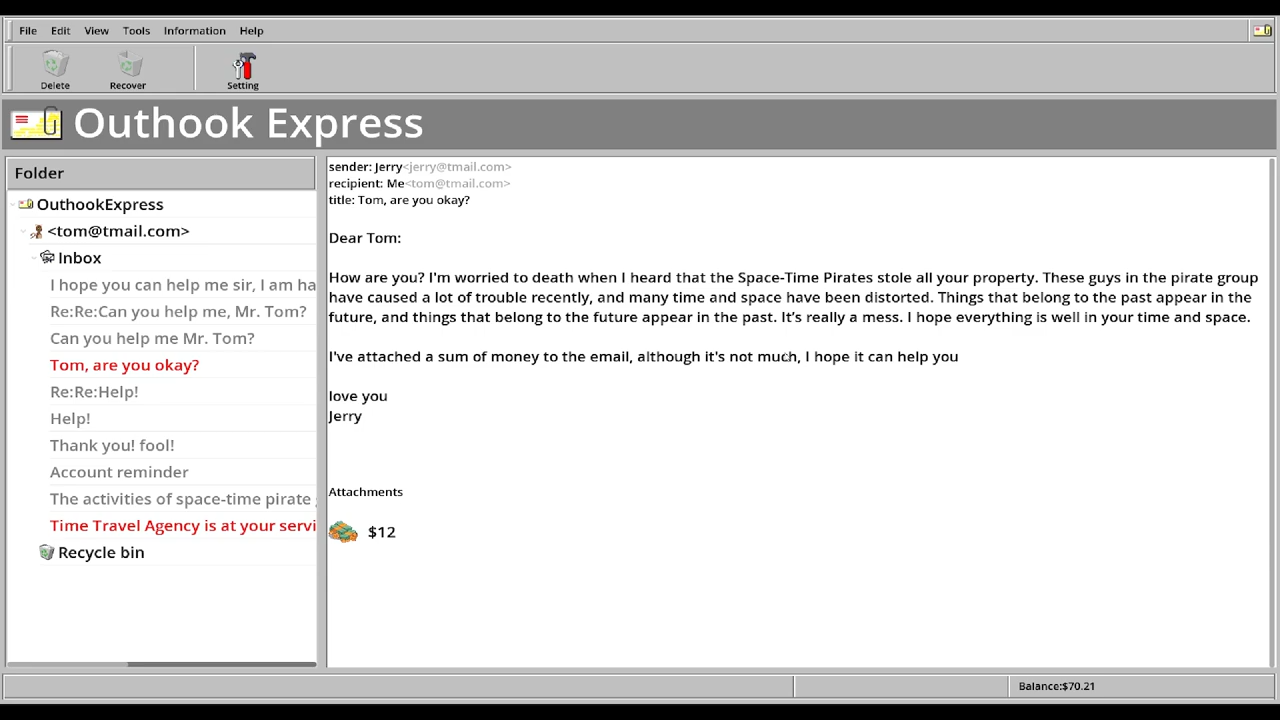 File Edit View Tools Information Help
Delete Recover Setting
Outhook Express
Folder
OuthookExpress
<tom@tmail.com>
Inbox
I hope you can help me sir, I am ha
Re:Re:Can you help me, Mr. Tom?
Can you help me Mr. Tom?
Tom, are you okay?
Re:Re:Help!
Help!
Thank you! fool!
Account reminder
The activities of space-time pirate
Time Travel Agency is at your servi
Recycle bin
sender: Jerry<jerry@tmail.com>
recipient: Me<tom@tmail.com>
title: Tom, are you okay?
Dear Tom:
How are you? I'm worried to death when I heard that the Space-Time Pirates stole all your property. These guys in the pirate group
have caused a lot of trouble recently, and many time and space have been distorted. Things that belong to the past appear in the
future, and things that belong to the future appear in the past. It's really a mess. I hope everything is well in your time and space.
I've attached a sum of money to the email, although it's not much, I hope it can help you
love you
Jerry
Attachments
$12
Balance:$70.21